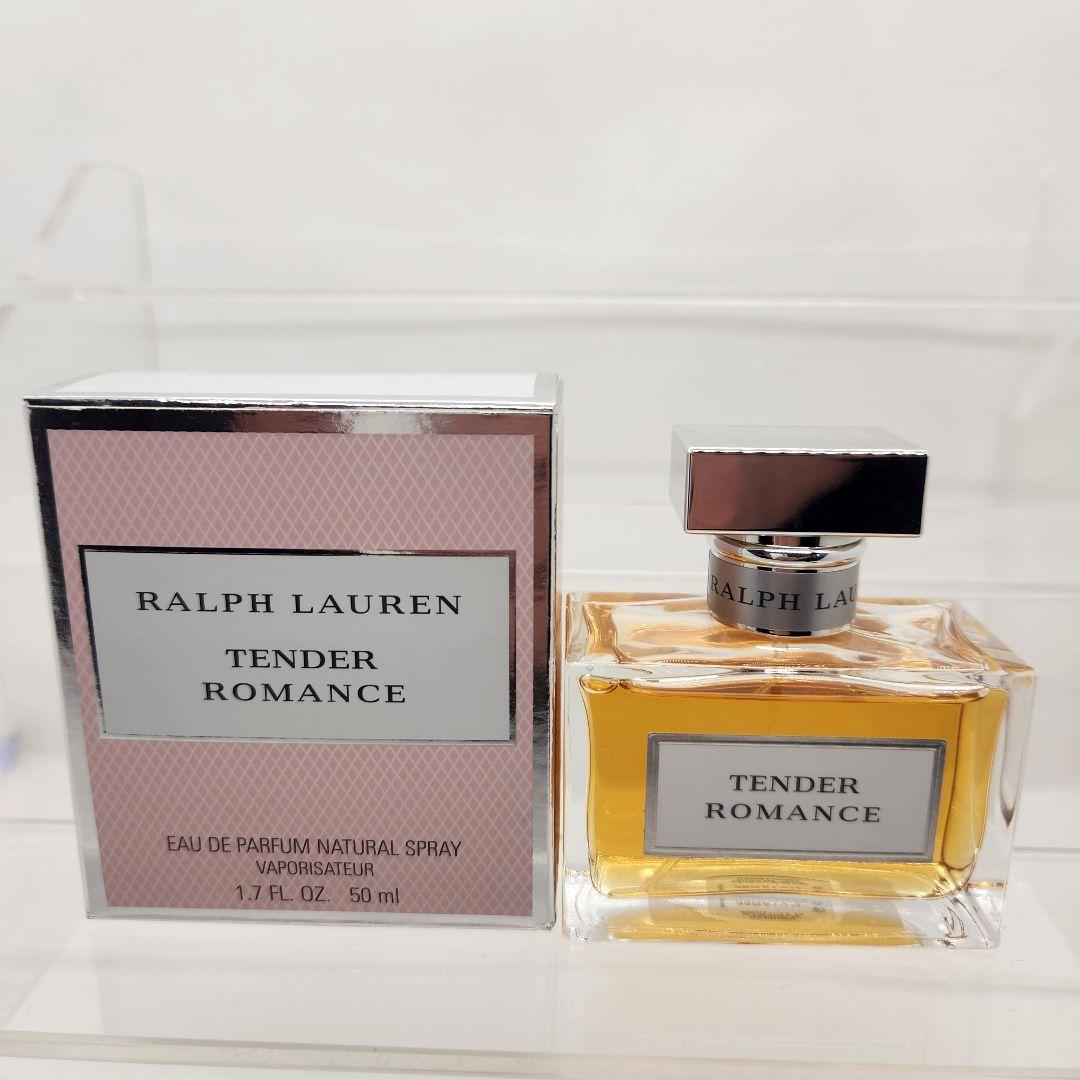 RALPH LAUREN
TENDER
ROMANCE
EAU DE PARFUM NATURAL SPRAY
VAPORISATEUR
1.7 FL. OZ. 50 ml
RALPH LAU
TENDER
ROMANCE